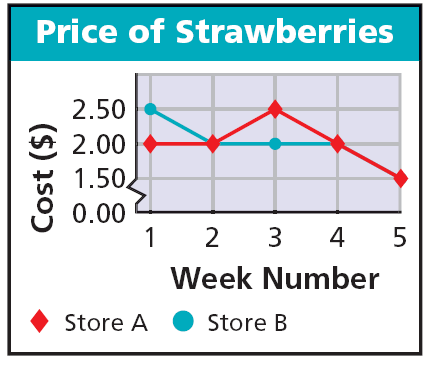 Price of Strawberries
Cost ($)
2.50
2.00
1.50
0.00
1 2 3 4 5
Week Number
Store A Store B